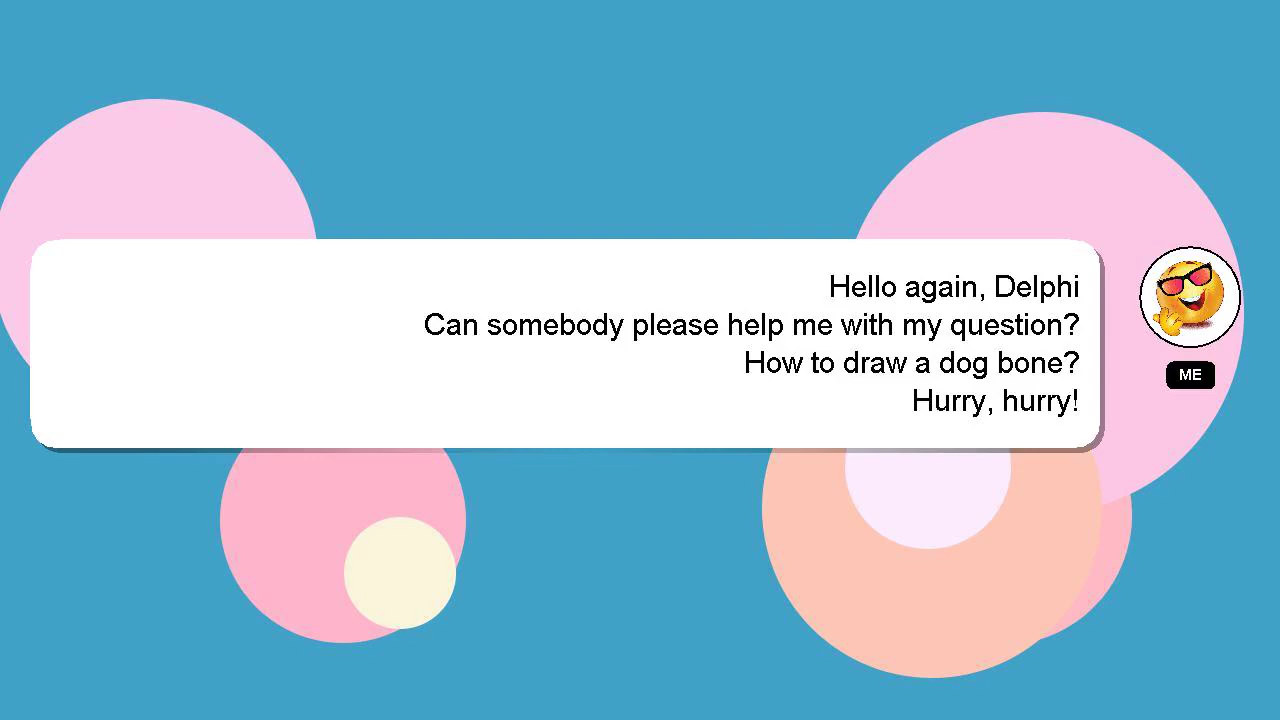 Hello again, Delphi
Can somebody please help me with my question?
How to draw a dog bone?
Hurry, hurry!
ME